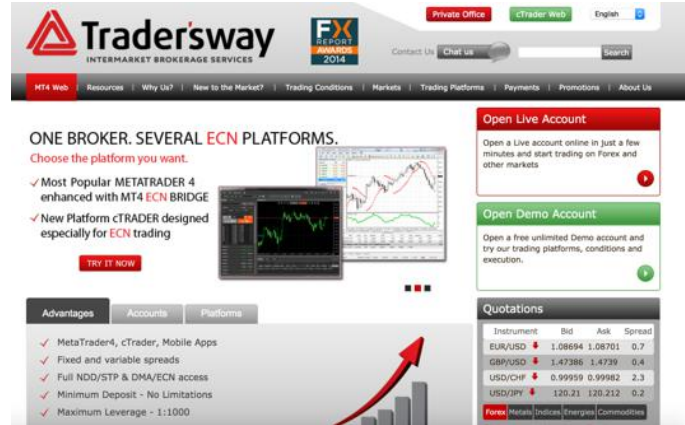 Private Office
cTrader Web
English
Trader'sway
INTERMARKET BROKERAGE SERVICES
FX
REPORT
AWARDS
2014
Contact Us
Chat us
Search
MT4 Web | Resources | Why Us? | New to the Market? | Trading Conditions | Markets | Trading Platforms | Payments | Promotions | About Us
ONE BROKER. SEVERAL ECN PLATFORMS.
Choose the platform you want.
Most Popular METATRADER 4
enhanced with MT4 ECN BRIDGE
New Platform cTRADER designed
especially for ECN trading
TRY IT NOW
Open Live Account
Open a Live account online in just a few
minutes and start trading on Forex and
other markets
Open Demo Account
Open a free unlimited Demo account and
try our trading platforms, conditions and
execution.
Advantages
Accounts
Platforms
MetaTrader4, cTrader, Mobile Apps
Fixed and variable spreads
Full NDD/STP & DMA/ECN access
Minimum Deposit - No Limitations
Maximum Leverage - 1:1000
Quotations
Instrument Bid Ask Spread
EUR/USD 1.08694 1.08701 0.7
GBP/USD 1.47386 1.4739 0.4
USD/CHF 0.99959 0.99982 2.3
USD/JPY 120.21 120.212 0.2
Forex Metals Indices Energies Commodities